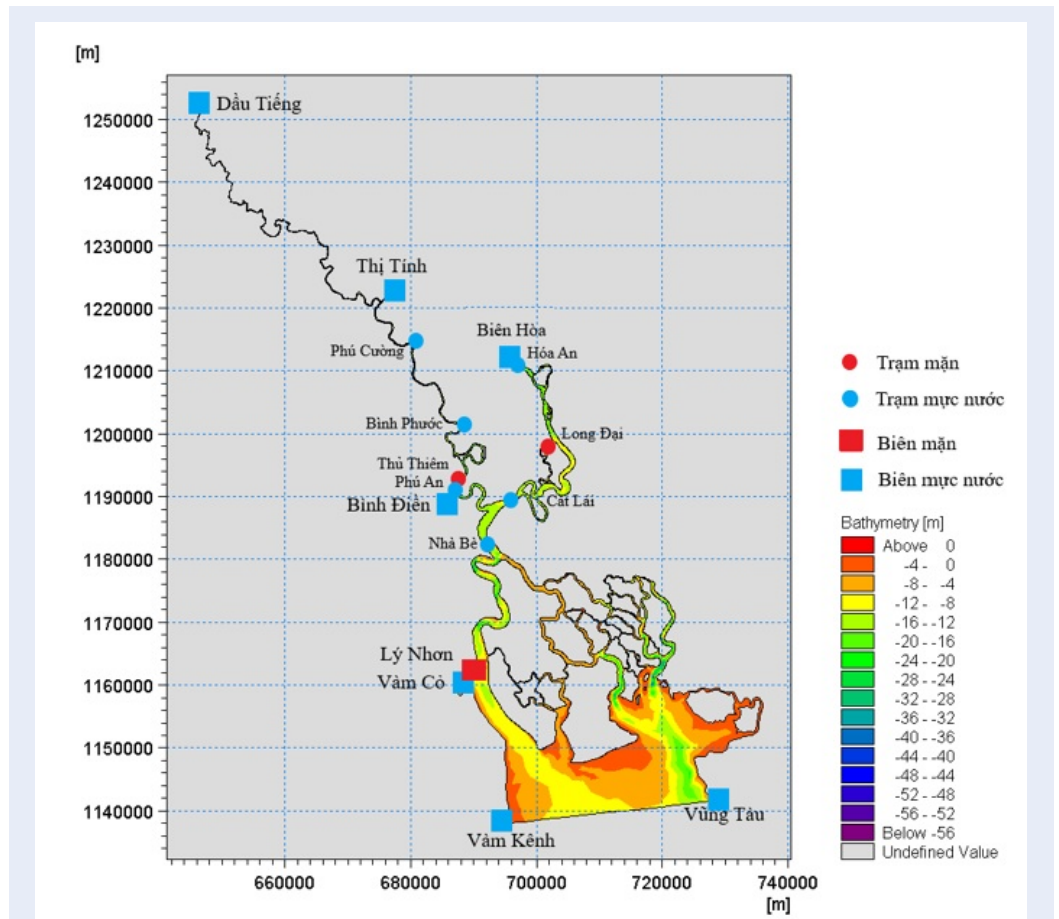 [m]
1250000
1240000
1230000
1220000
1210000
1200000
1190000
1180000
1170000
1160000
1150000
1140000
Dầu Tiếng
Thị Tính
Phú Cường
Biên Hòa
Hóa An
Bình Phước
Long Đại
Thủ Thiêm
Phú An
Bình Điền
Cát Lái
Nhà Bè
Lý Nhơn
Vàm Cỏ
Vàm Kênh
Vũng Tàu
660000 680000 700000 720000 740000
[m]
Trạm mặn
Trạm mực nước
Biên mặn
Biên mực nước
Bathymetry [m]
Above 0
-4 - 0
-8 - -4
-12 - -8
-16 - -12
-20 - -16
-24 - -20
-28 - -24
-32 - -28
-36 - -32
-40 - -36
-44 - -40
-48 - -44
-52 - -48
-56 - -52
Below -56
Undefined Value